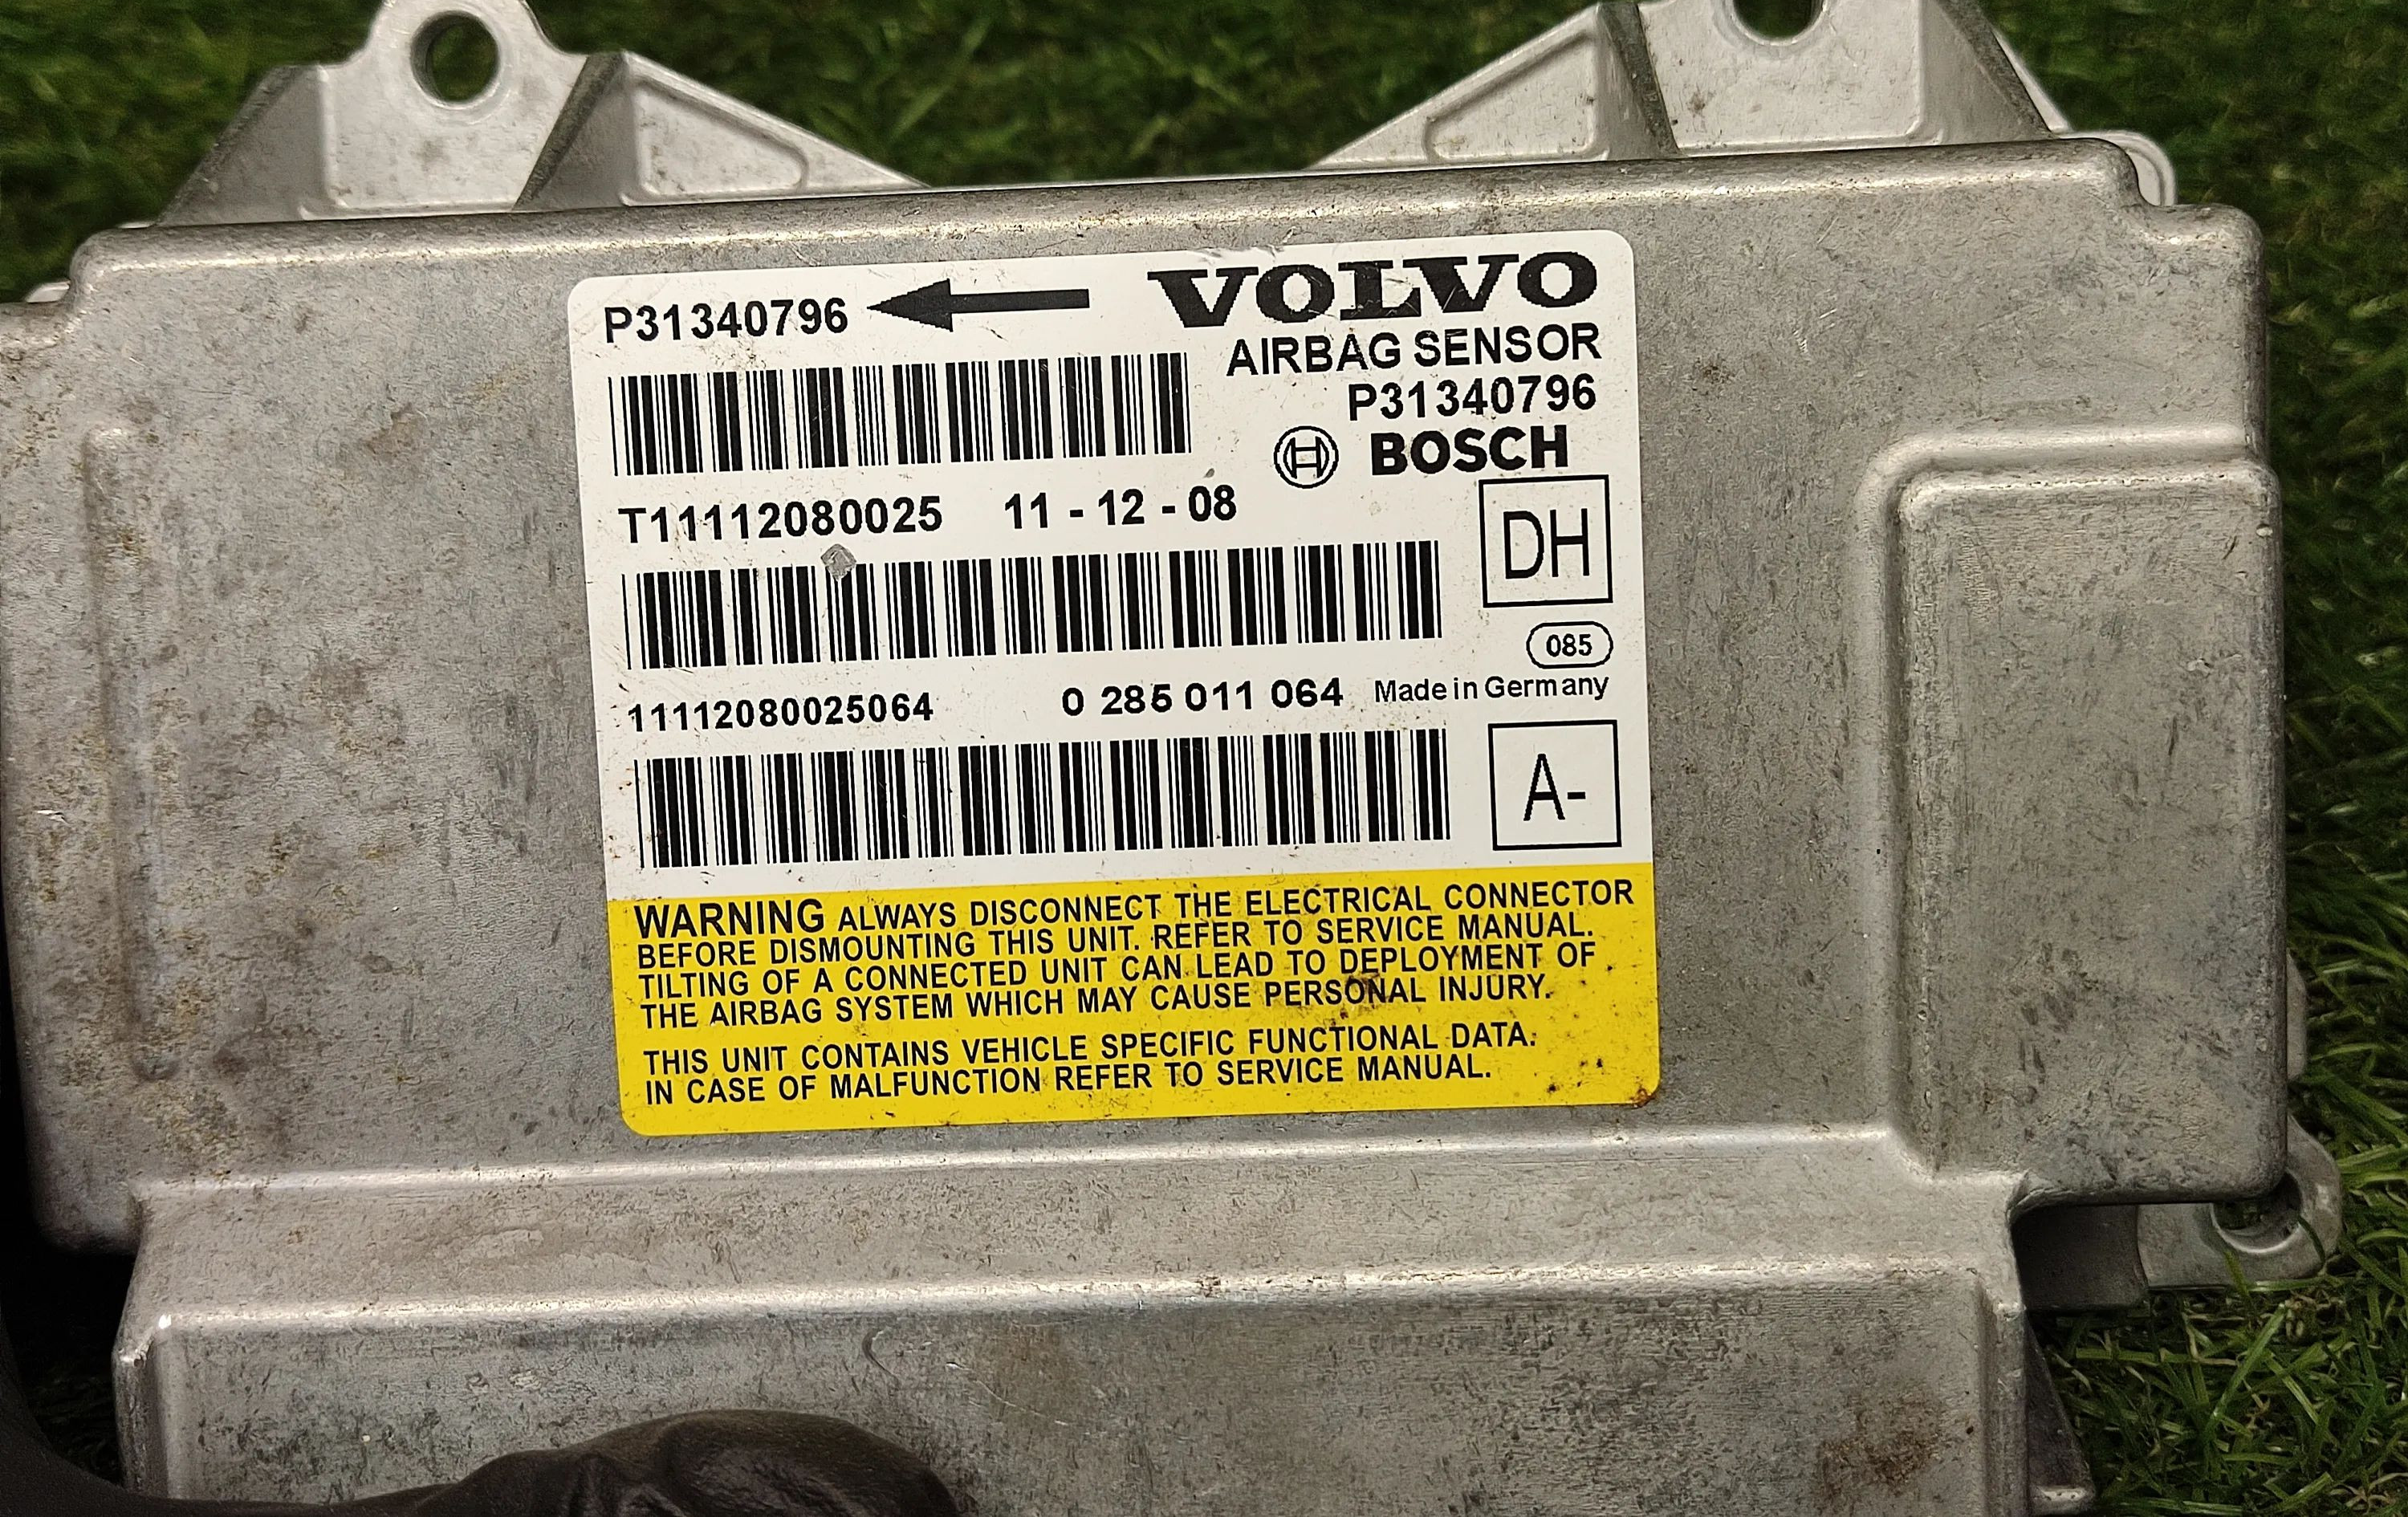 P31340796
VOLVO
AIRBAG SENSOR
P31340796
BOSCH
T11112080025 11 - 12 - 08
DH
085
11112080025064 0 285 011 064 Made in Germany
A-
WARNING ALWAYS DISCONNECT THE ELECTRICAL CONNECTOR
BEFORE DISMOUNTING THIS UNIT. REFER TO SERVICE MANUAL.
TILTING OF A CONNECTED UNIT CAN LEAD TO DEPLOYMENT OF
THE AIRBAG SYSTEM WHICH MAY CAUSE PERSONAL INJURY.
THIS UNIT CONTAINS VEHICLE SPECIFIC FUNCTIONAL DATA.
IN CASE OF MALFUNCTION REFER TO SERVICE MANUAL.